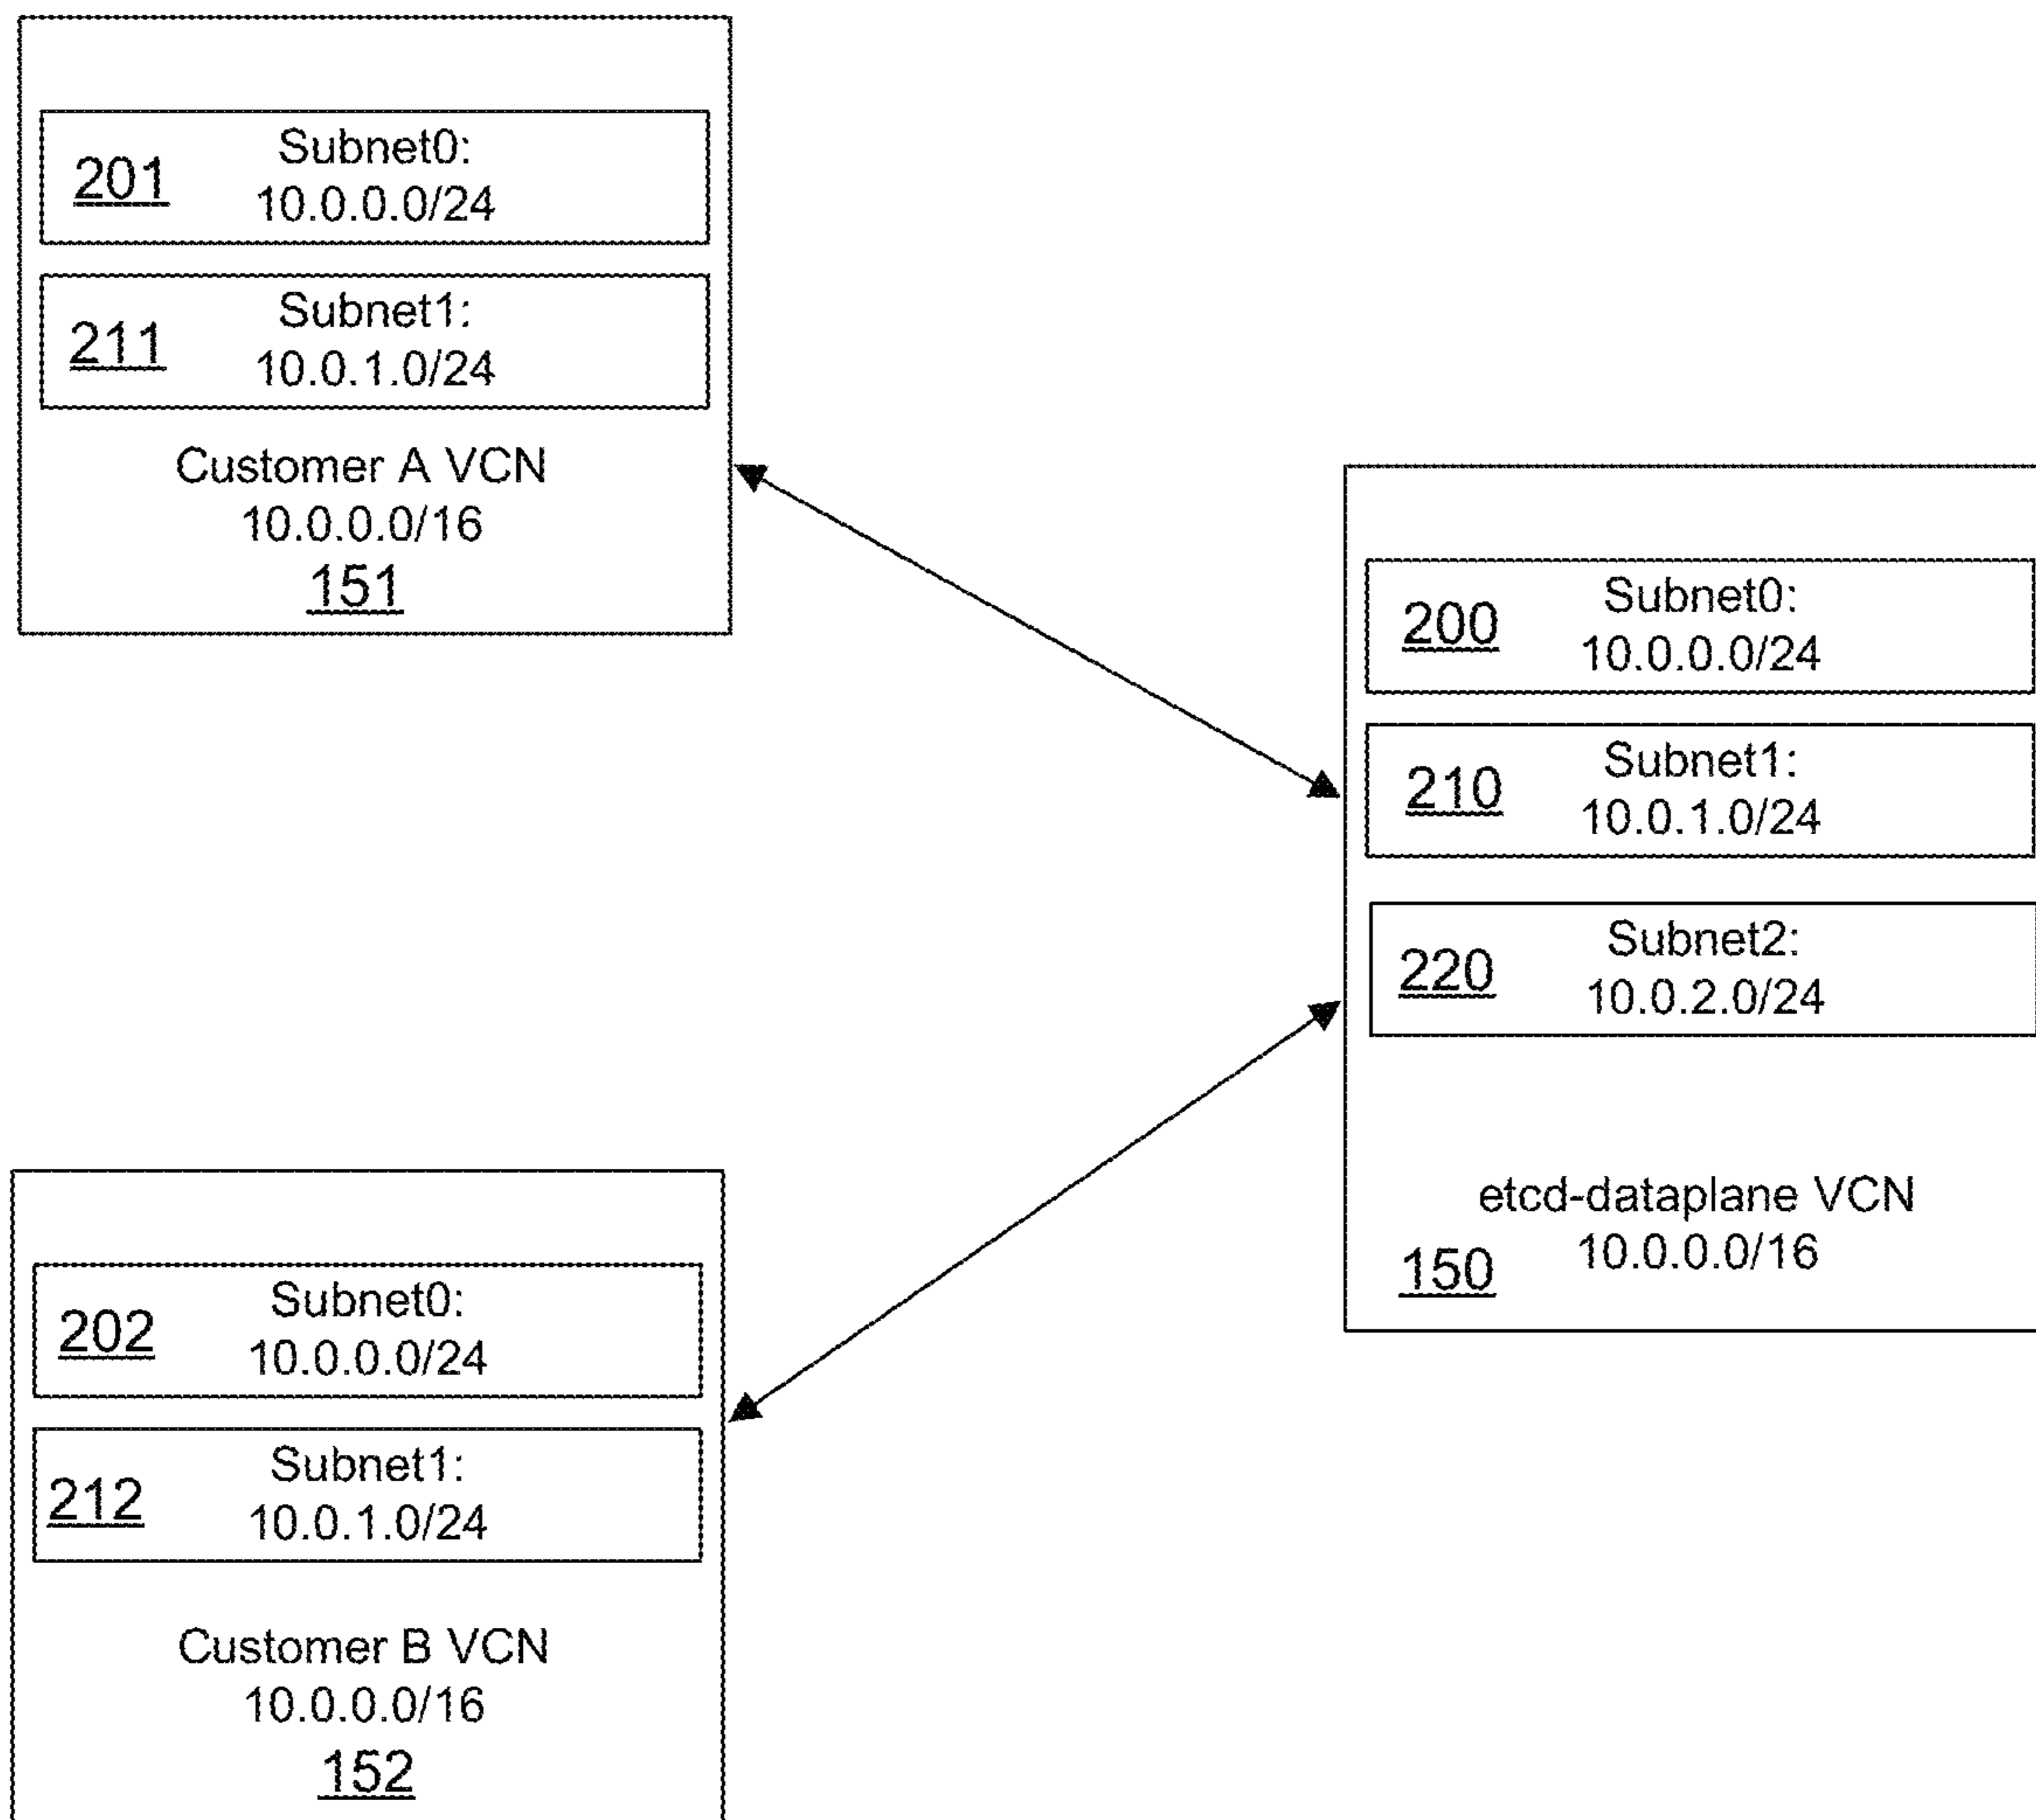 201
Subnet0:
10.0.0.0/24
211
Subnet1:
10.0.1.0/24
Customer A VCN
10.0.0.0/16
151
200
Subnet0:
10.0.0.0/24
210
Subnet1:
10.0.1.0/24
220
Subnet2:
10.0.2.0/24
etcd-dataplane VCN
10.0.0.0/16
150
202
Subnet0:
10.0.0.0/24
212
Subnet1:
10.0.1.0/24
Customer B VCN
10.0.0.0/16
152